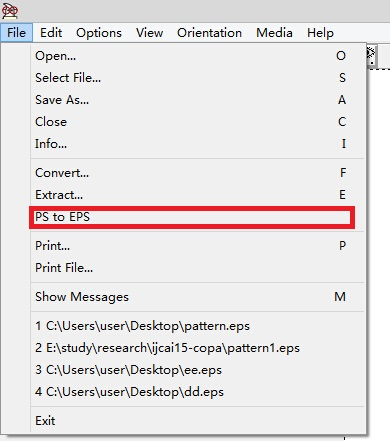 File Edit Options View Orientation Media Help
Open... O
Select File... S
Save As... A
Close C
Info... I
Convert... F
Extract... E
PS to EPS
Print... P
Print File...
Show Messages M
1 C:\Users\user\Desktop\pattern.eps
2 E:\study\research\ijcai15-copa\pattern1.eps
3 C:\Users\user\Desktop\ee.eps
4 C:\Users\user\Desktop\dd.eps
Exit